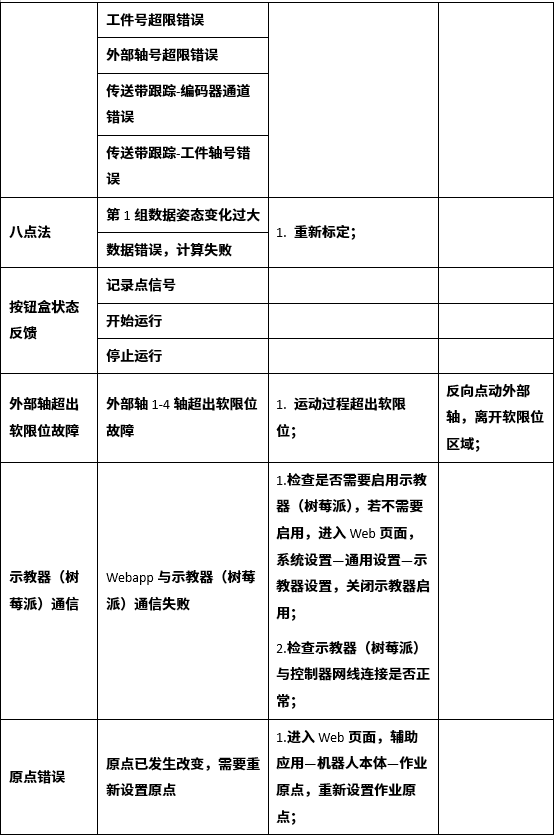 工件号超限错误
外部轴号超限错误
传送带跟踪-编码器通道
错误
传送带跟踪-工件轴号错
误
八点法
第 1 组数据姿态变化过大
数据错误，计算失败
1. 重新标定；
按钮盒状态
反馈
记录点信号
开始运行
停止运行
外部轴超出
软限位故障
外部轴 1-4 轴超出软限位
故障
1. 运动过程超出软限
位；
反向点动外部
轴，离开软限位
区域；
示教器（树
莓派）通信
Webapp 与示教器（树莓
派）通信失败
1.检查是否需要启用示教
器（树莓派），若不需要
启用，进入 Web 页面，
系统设置—通用设置—示
教器设置，关闭示教器启
用；
2.检查示教器（树莓派）
与控制器网线连接是否正
常；
原点错误
原点已发生改变，需要重
新设置原点
1.进入 Web 页面，辅助
应用—机器人本体—作业
原点，重新设置作业原
点；